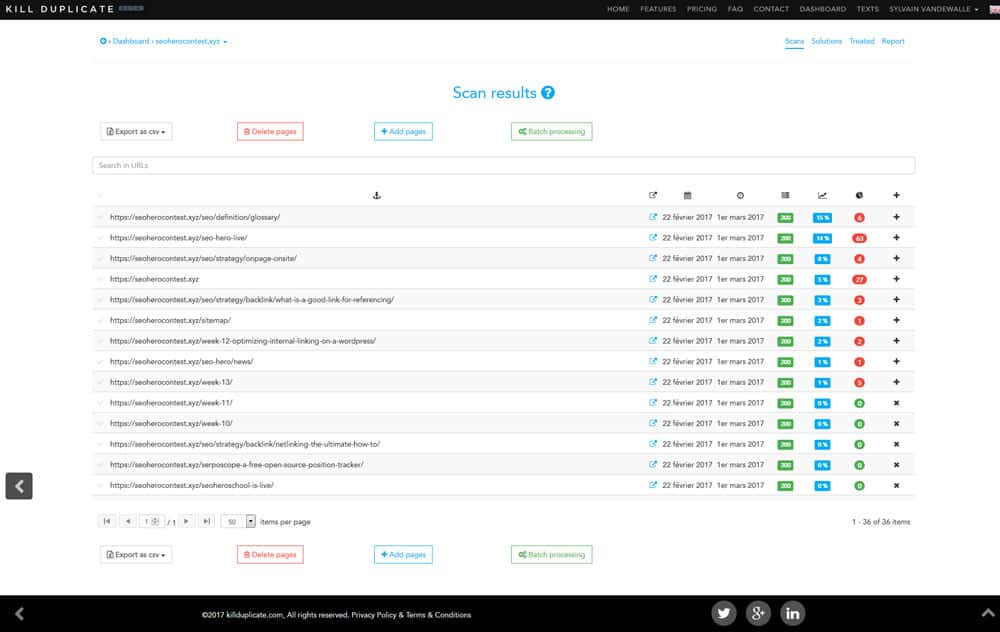 KILL DUPLICATE BETA
HOME FEATURES PRICING FAQ CONTACT DASHBOARD TEXTS SYLVAIN VANDEWALLE
› Dashboard › seoherocontest.xyz
Scans Solutions Treated Report
Scan results ?
Export as csv Delete pages Add pages Batch processing
Search in URLs
https://seoherocontest.xyz/seo/definition/glossary/ 22 février 2017 1er mars 2017 200 15 % 6
https://seoherocontest.xyz/seo-hero-live/ 22 février 2017 1er mars 2017 200 14 % 63
https://seoherocontest.xyz/seo/strategy/onpage-onsite/ 22 février 2017 1er mars 2017 200 8 % 4
https://seoherocontest.xyz 22 février 2017 1er mars 2017 200 5 % 27
https://seoherocontest.xyz/seo/strategy/backlink/what-is-a-good-link-for-referencing/ 22 février 2017 1er mars 2017 200 3 % 3
https://seoherocontest.xyz/sitemap/ 22 février 2017 1er mars 2017 200 2 % 1
https://seoherocontest.xyz/week-12-optimizing-internal-linking-on-a-wordpress/ 22 février 2017 1er mars 2017 200 2 % 2
https://seoherocontest.xyz/seo-hero/news/ 22 février 2017 1er mars 2017 200 1 % 1
https://seoherocontest.xyz/week-13/ 22 février 2017 1er mars 2017 200 1 % 5
https://seoherocontest.xyz/week-11/ 22 février 2017 1er mars 2017 200 0 % 0
https://seoherocontest.xyz/week-10/ 22 février 2017 1er mars 2017 200 0 % 0
https://seoherocontest.xyz/seo/strategy/backlink/netlinking-the-ultimate-how-to/ 22 février 2017 1er mars 2017 200 0 % 0
https://seoherocontest.xyz/serposcope-a-free-open-source-position-tracker/ 22 février 2017 1er mars 2017 200 0 % 0
https://seoherocontest.xyz/seoheroschool-is-live/ 22 février 2017 1er mars 2017 200 0 % 0
1 / 1 50 items per page 1 - 36 of 36 items
Export as csv Delete pages Add pages Batch processing
©2017 killduplicate.com, All rights reserved. Privacy Policy & Terms & Conditions